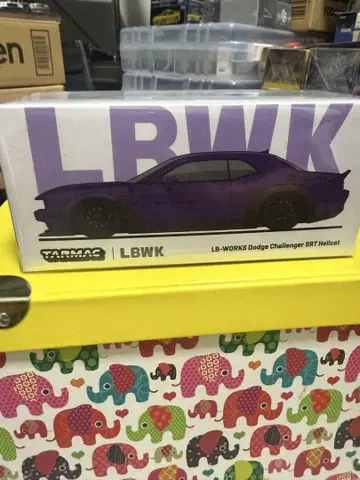 en
LBWK
TARMAC | LBWK
LB-WORKS Dodge Challenger SRT Hellcat